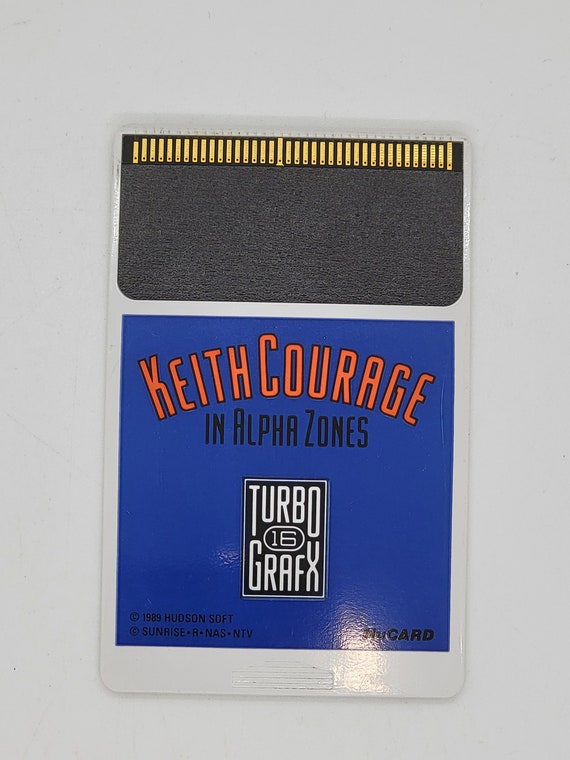 KEITH COURAGE
IN ALPHA ZONES
TURBO
16
GRAFX
© 1989 HUDSON SOFT
© SUNRISE•R•NAS•NTV
HuCARD